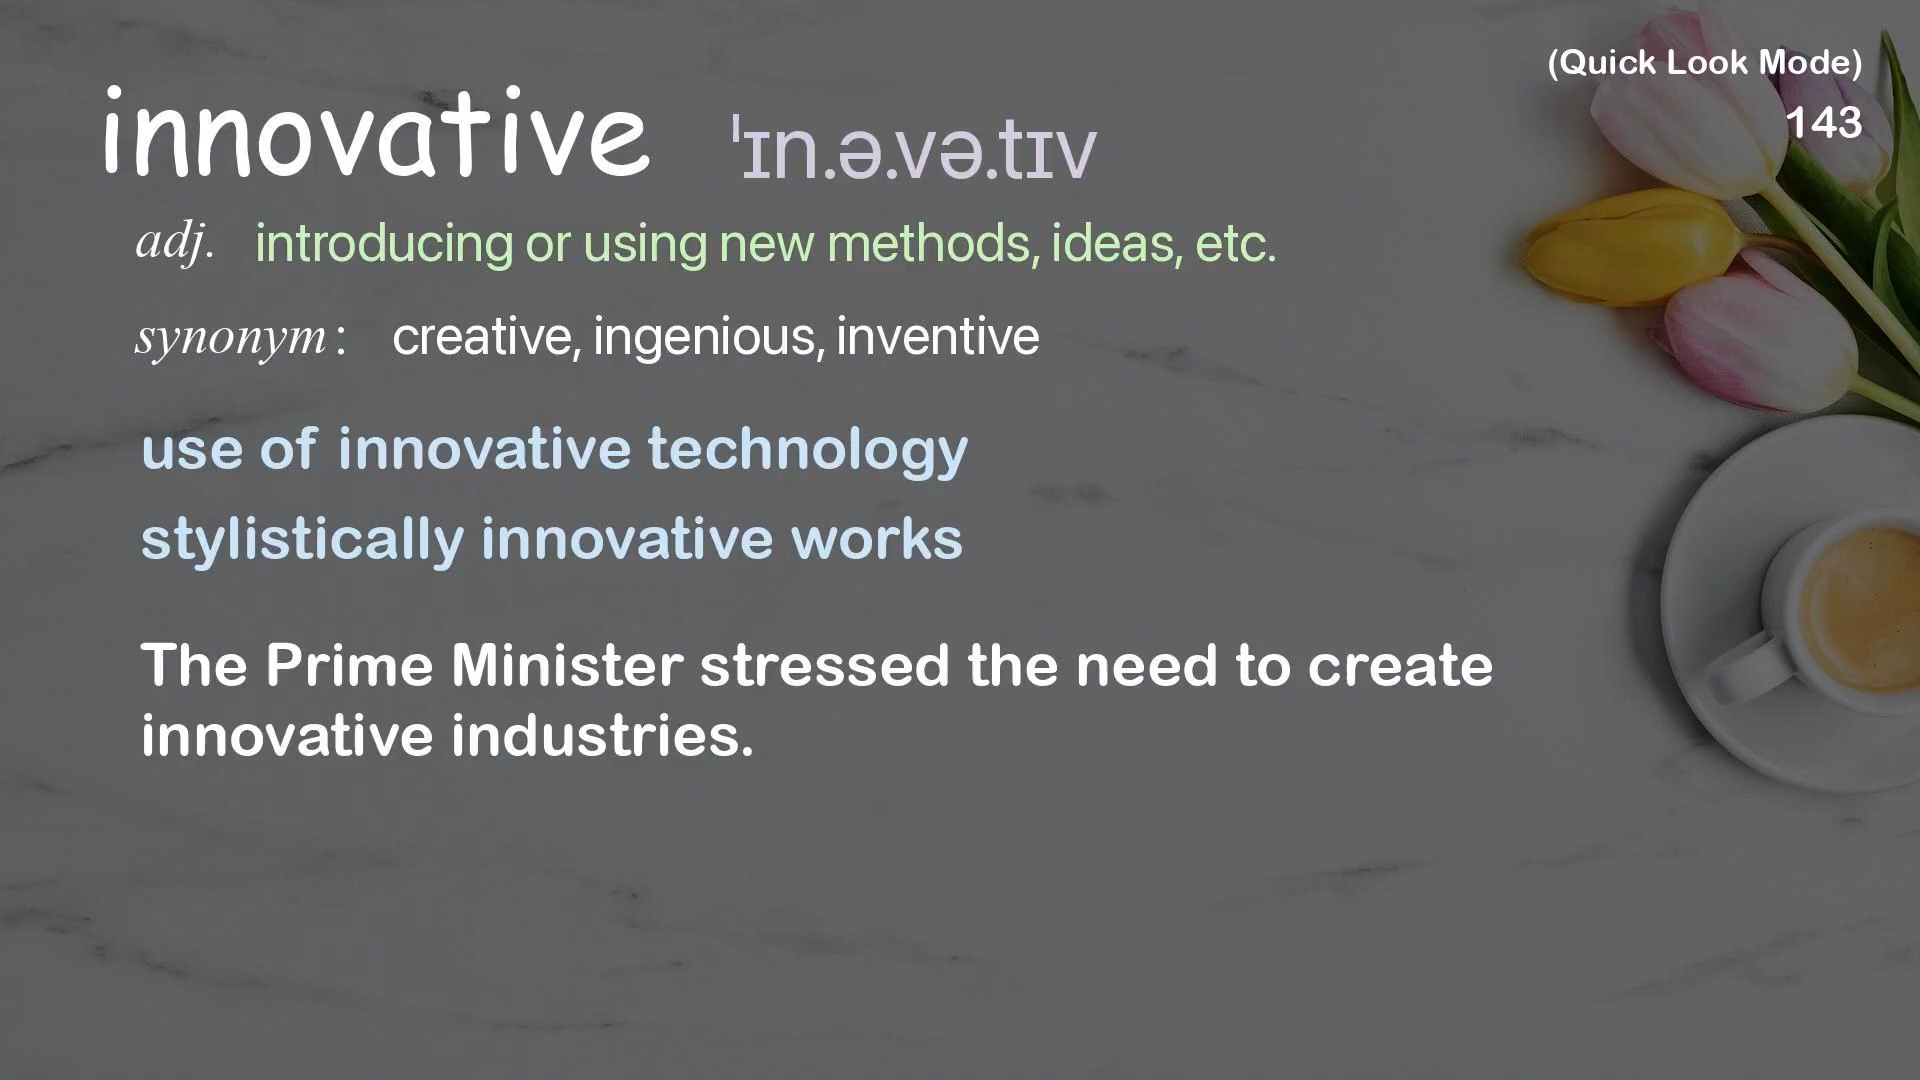 (Quick Look Mode)
143
innovative ˈɪn.ə.və.tɪv
adj. introducing or using new methods, ideas, etc.
synonym : creative, ingenious, inventive
use of innovative technology
stylistically innovative works
The Prime Minister stressed the need to create
innovative industries.